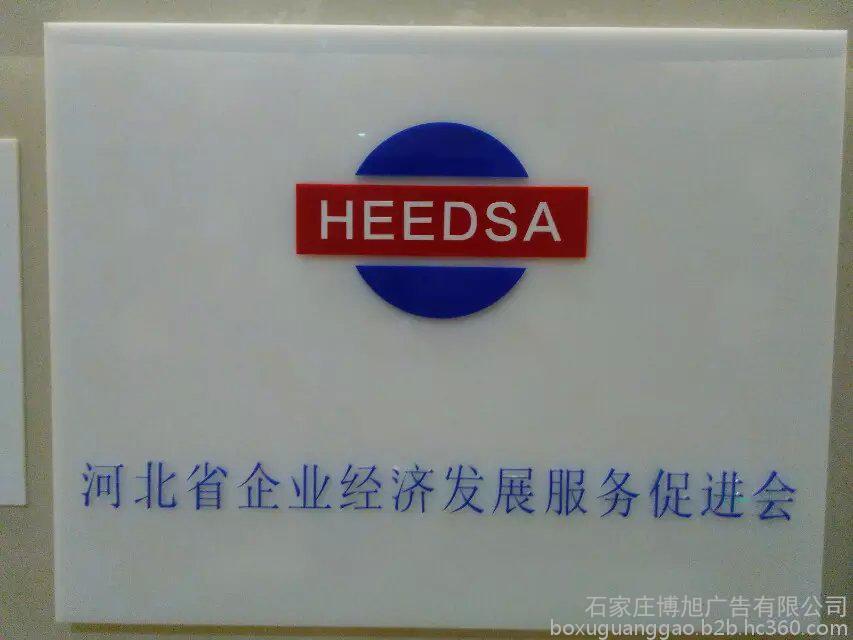 HEEDSA
河北省企业经济发展服务促进会
石家庄博旭广告有限公司
boxuguanggao.b2b.hc360.com